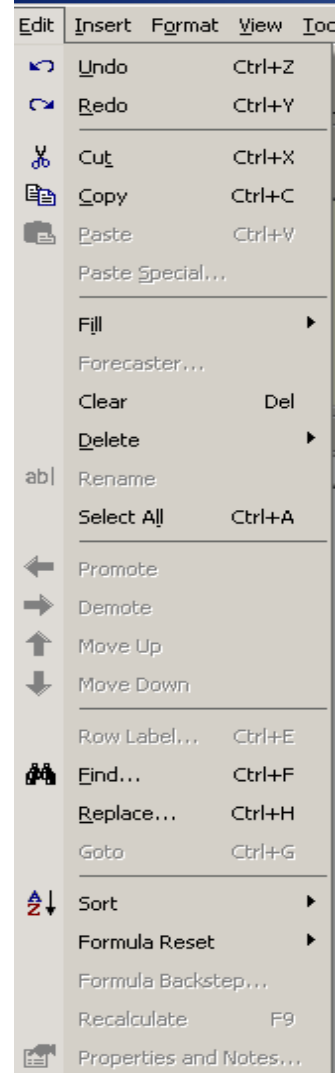 Edit Insert Format View
Undo Ctrl+Z
Redo Ctrl+Y
Cut Ctrl+X
Copy Ctrl+C
Paste Ctrl+V
Paste Special...
Fill
Forecaster...
Clear Del
Delete
ab| Rename
Select All Ctrl+A
Promote
Demote
Move Up
Move Down
Row Label... Ctrl+E
Find... Ctrl+F
Replace... Ctrl+H
Goto Ctrl+G
AZ Sort
Formula Reset
Formula Backstep...
Recalculate F9
Properties and Notes...